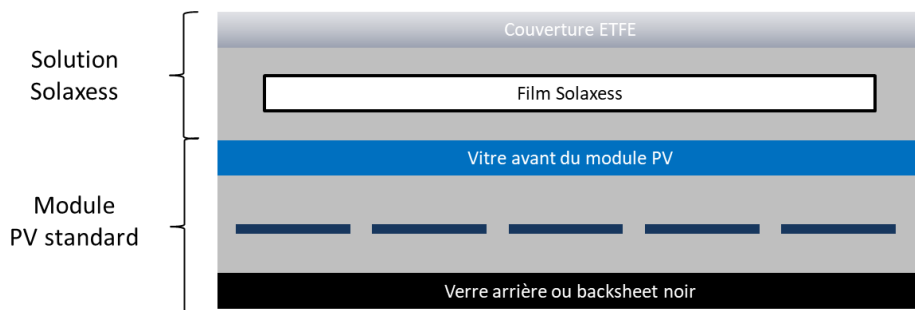 Couverture ETFE
Solution
Solaxess
Film Solaxess
Vitre avant du module PV
Module
PV standard
Verre arrière ou backsheet noir